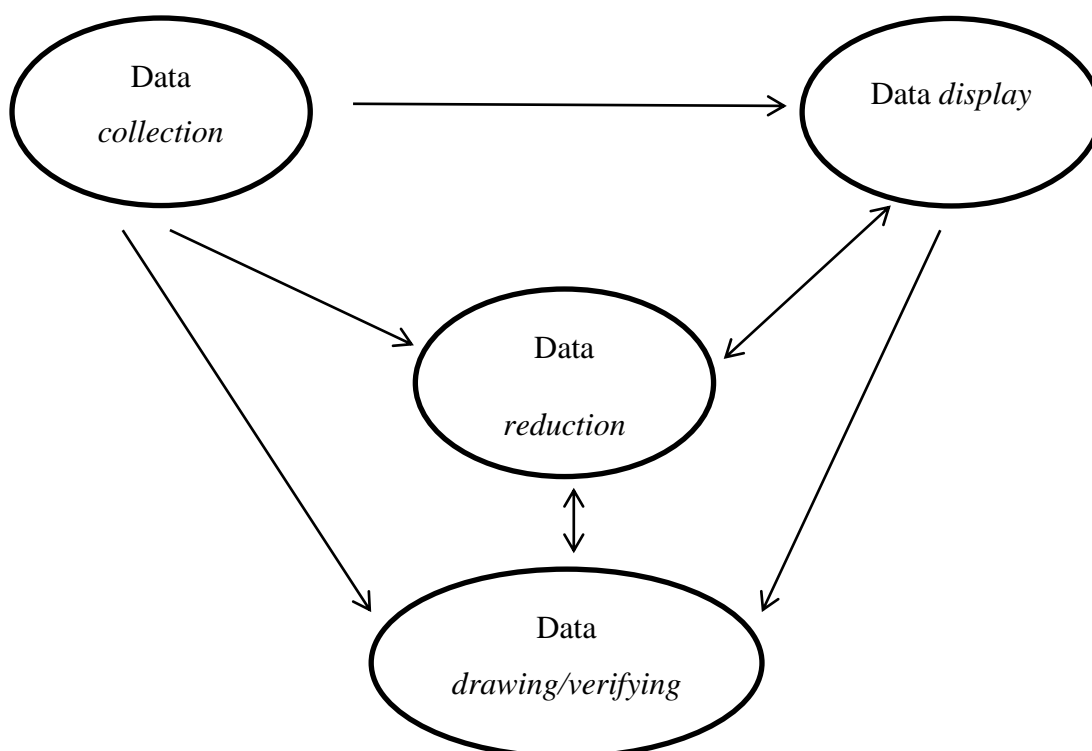 Data
collection
Data display
Data
reduction
Data
drawing/verifying